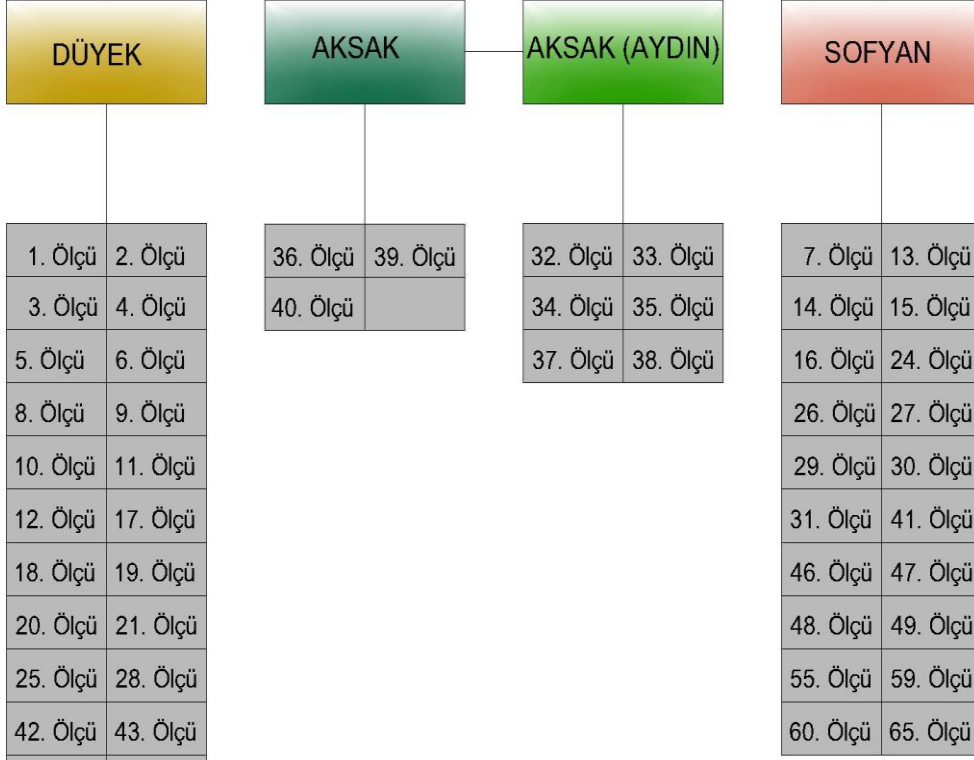 DÜYEK
1. Ölçü 2. Ölçü
3. Ölçü 4. Ölçü
5. Ölçü 6. Ölçü
8. Ölçü 9. Ölçü
10. Ölçü 11. Ölçü
12. Ölçü 17. Ölçü
18. Ölçü 19. Ölçü
20. Ölçü 21. Ölçü
25. Ölçü 28. Ölçü
42. Ölçü 43. Ölçü
AKSAK
36. Ölçü 39. Ölçü
40. Ölçü
AKSAK (AYDIN)
32. Ölçü 33. Ölçü
34. Ölçü 35. Ölçü
37. Ölçü 38. Ölçü
SOFYAN
7. Ölçü 13. Ölçü
14. Ölçü 15. Ölçü
16. Ölçü 24. Ölçü
26. Ölçü 27. Ölçü
29. Ölçü 30. Ölçü
31. Ölçü 41. Ölçü
46. Ölçü 47. Ölçü
48. Ölçü 49. Ölçü
55. Ölçü 59. Ölçü
60. Ölçü 65. Ölçü